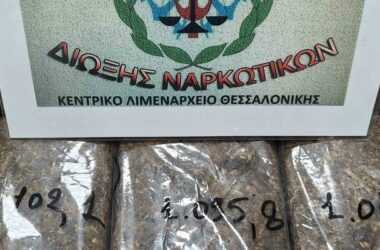 ΔΙΩΞΗΣ ΝΑΡΚΩΤΙΚΩΝ
ΚΕΝΤΡΙΚΟ ΛΙΜΕΝΑΡΧΕΙΟ ΘΕΣΣΑΛΟΝΙΚΗΣ
1.095,8